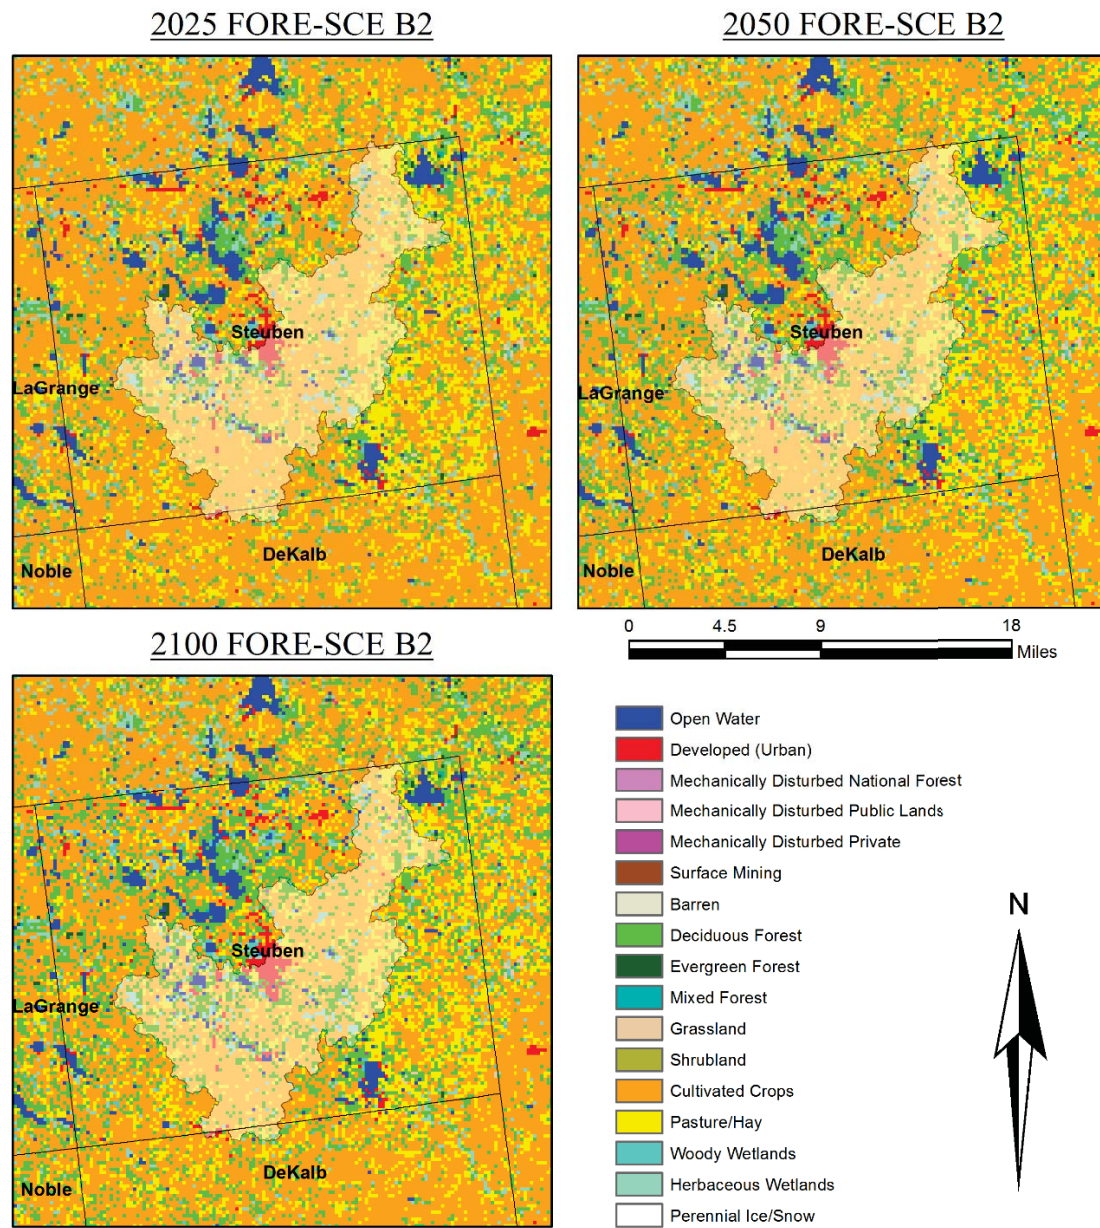 2025 FORE-SCE B2
2050 FORE-SCE B2
Steuben
LaGrange
DeKalb
Noble
Steuben
LaGrange
DeKalb
Noble
2100 FORE-SCE B2
0 4.5 9 18
Miles
Steuben
LaGrange
DeKalb
Noble
Open Water
Developed (Urban)
Mechanically Disturbed National Forest
Mechanically Disturbed Public Lands
Mechanically Disturbed Private
Surface Mining
Barren
Deciduous Forest
Evergreen Forest
Mixed Forest
Grassland
Shrubland
Cultivated Crops
Pasture/Hay
Woody Wetlands
Herbaceous Wetlands
Perennial Ice/Snow
N